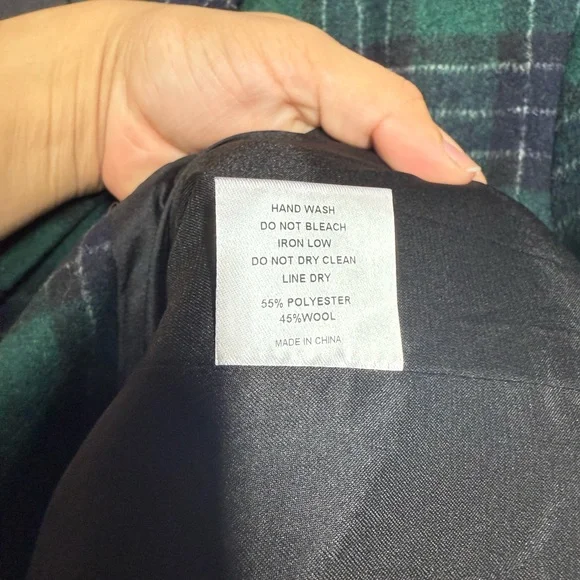 HAND WASH
DO NOT BLEACH
IRON LOW
DO NOT DRY CLEAN
LINE DRY
55% POLYESTER
45%WOOL
MADE IN CHINA